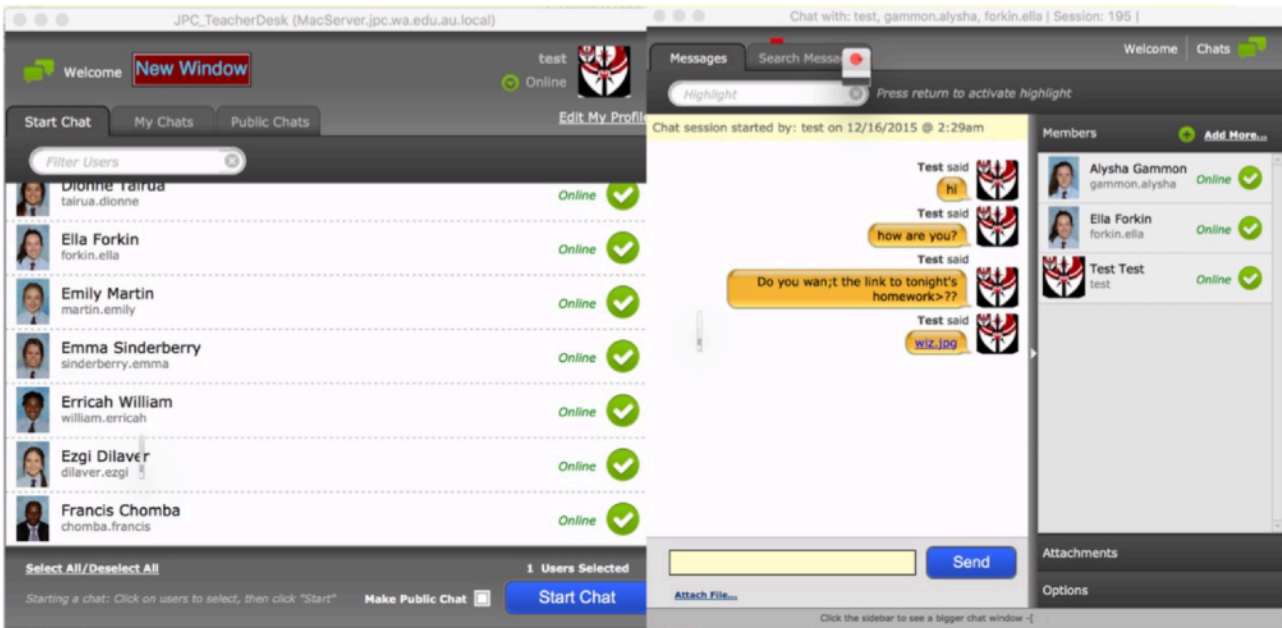 JPC_TeacherDesk (MacServer.jpc.wa.edu.au.local)
Welcome New Window
test
Online
Start Chat My Chats Public Chats Edit My Profile
Filter Users
Dionne Tairua
tairua.dionne
Online
Ella Forkin
forkin.ella
Online
Emily Martin
martin.emily
Online
Emma Sinderberry
sinderberry.emma
Online
Erricah William
william.erricah
Online
Ezgi Dilaver
dilaver.ezgi
Online
Francis Chomba
chomba.francis
Online
Select All/Deselect All 1 Users Selected
Starting a chat: Click on users to select, then click "Start" Make Public Chat Start Chat
Chat with: test, gammon.alysha, forkin.ella | Session: 195 |
Messages Search Messa Welcome Chats
Highlight Press return to activate highlight
Chat session started by: test on 12/16/2015 @ 2:29am
Test said
hi
Test said
how are you?
Test said
Do you wan;t the link to tonight's
homework>??
Test said
wiz.jpg
Send
Attach File...
Members Add More...
Alysha Gammon
gammon.alysha
Online
Ella Forkin
forkin.ella
Online
Test Test
test
Online
Attachments
Options
Click the sidebar to see a bigger chat window -[